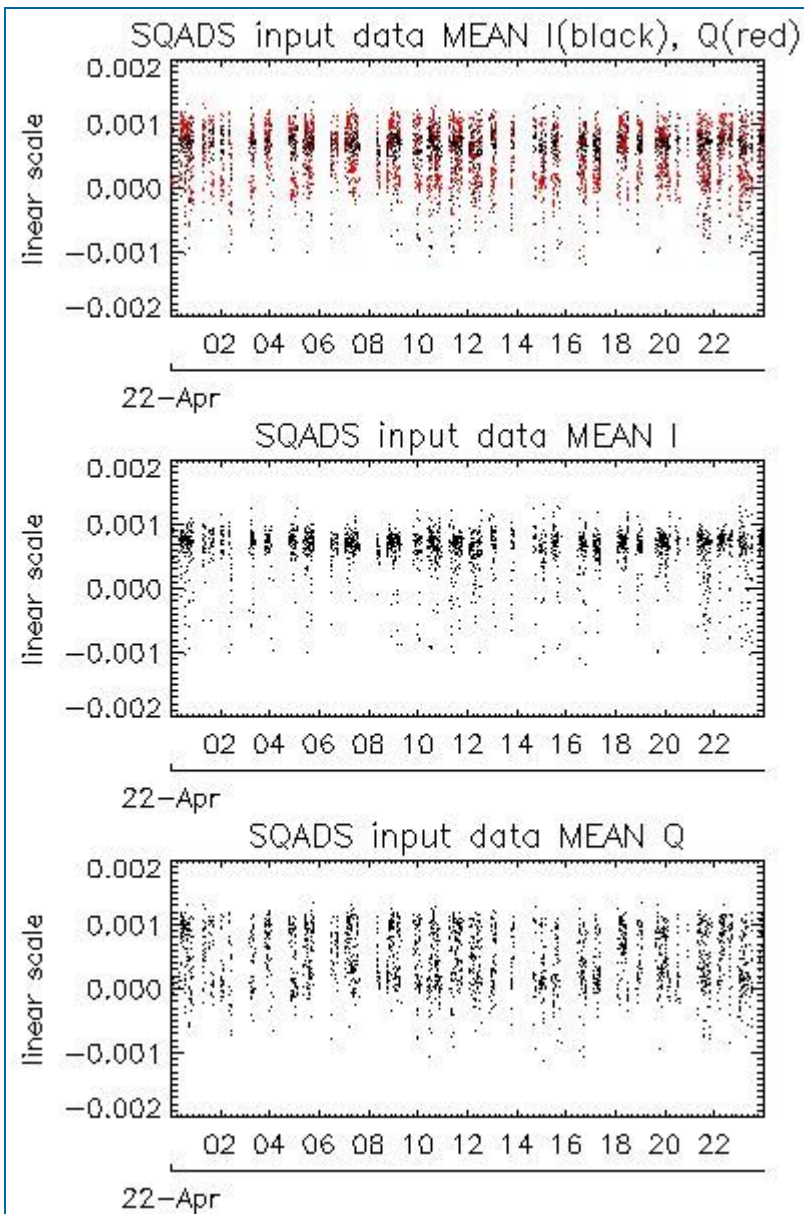 SQADS input data MEAN I(black), Q(red)
0.002
0.001
0.000
−0.001
−0.002
linear scale
02 04 06 08 10 12 14 16 18 20 22
22-Apr
SQADS input data MEAN I
0.002
0.001
0.000
−0.001
−0.002
linear scale
02 04 06 08 10 12 14 16 18 20 22
22-Apr
SQADS input data MEAN Q
0.002
0.001
0.000
−0.001
−0.002
linear scale
02 04 06 08 10 12 14 16 18 20 22
22-Apr